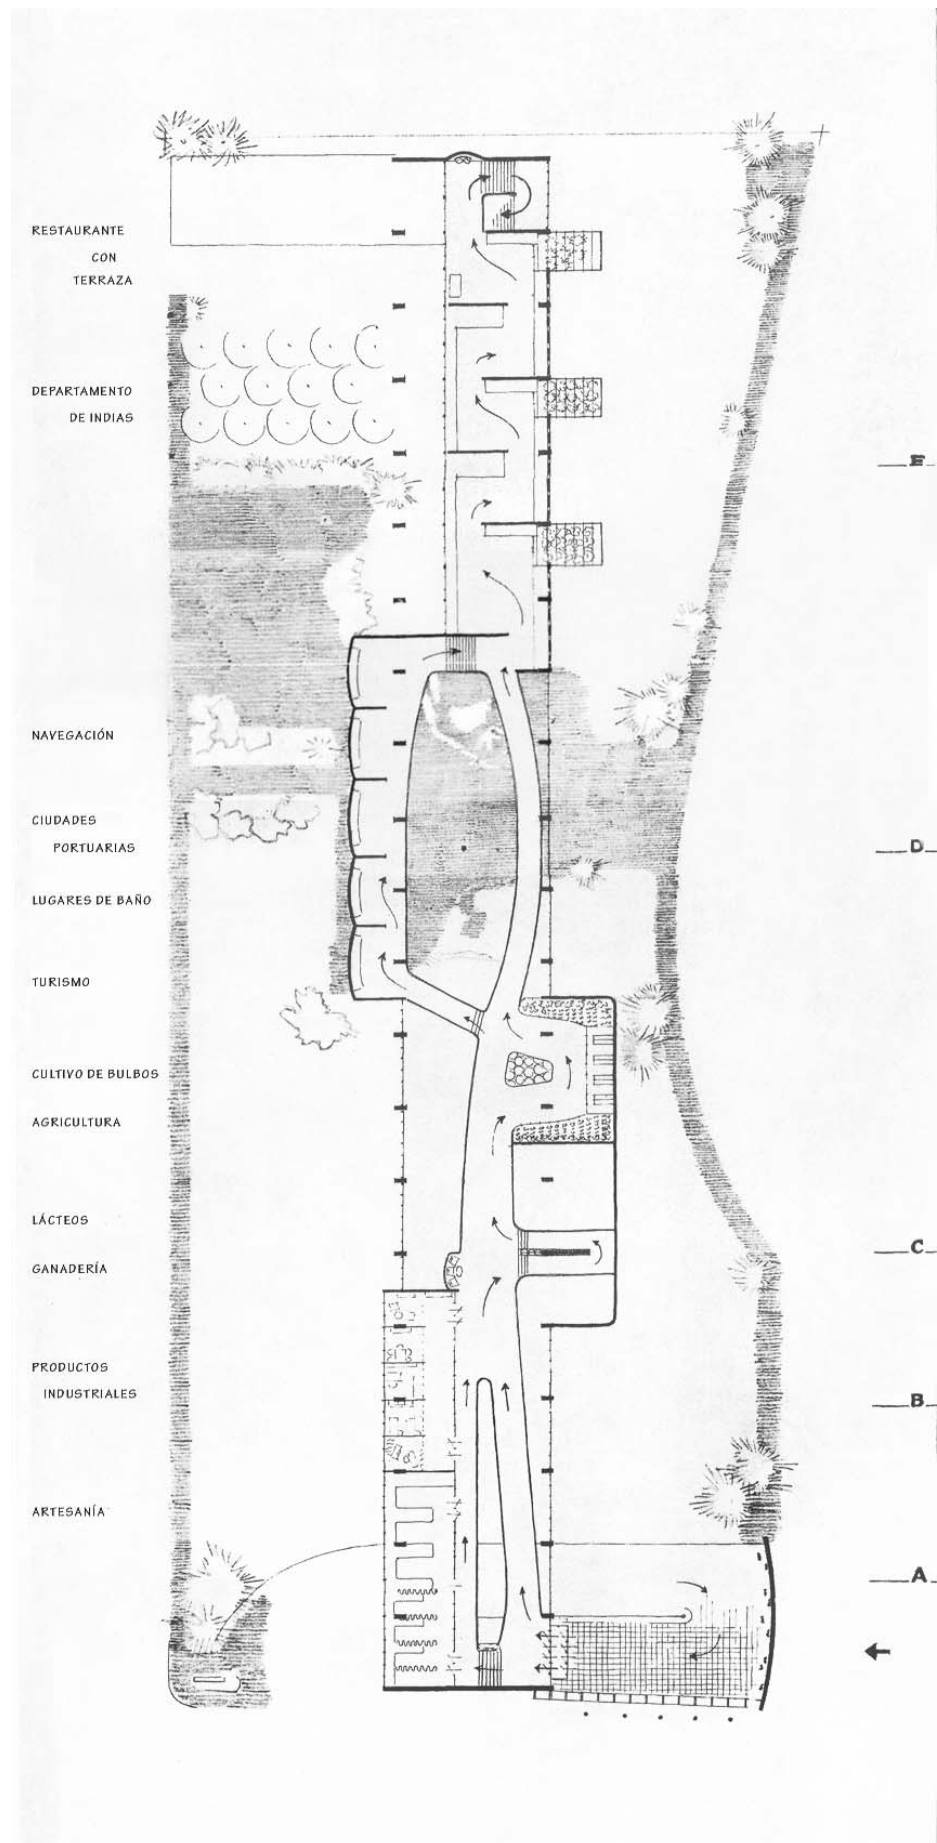 RESTAURANTE
CON
TERRAZA
DEPARTAMENTO
DE INDIAS
E
NAVEGACIÓN
CIUDADES
PORTUARIAS
D
LUGARES DE BAÑO
TURISMO
CULTIVO DE BULBOS
AGRICULTURA
LÁCTEOS
C
GANADERÍA
PRODUCTOS
INDUSTRIALES
B
ARTESANÍA
A